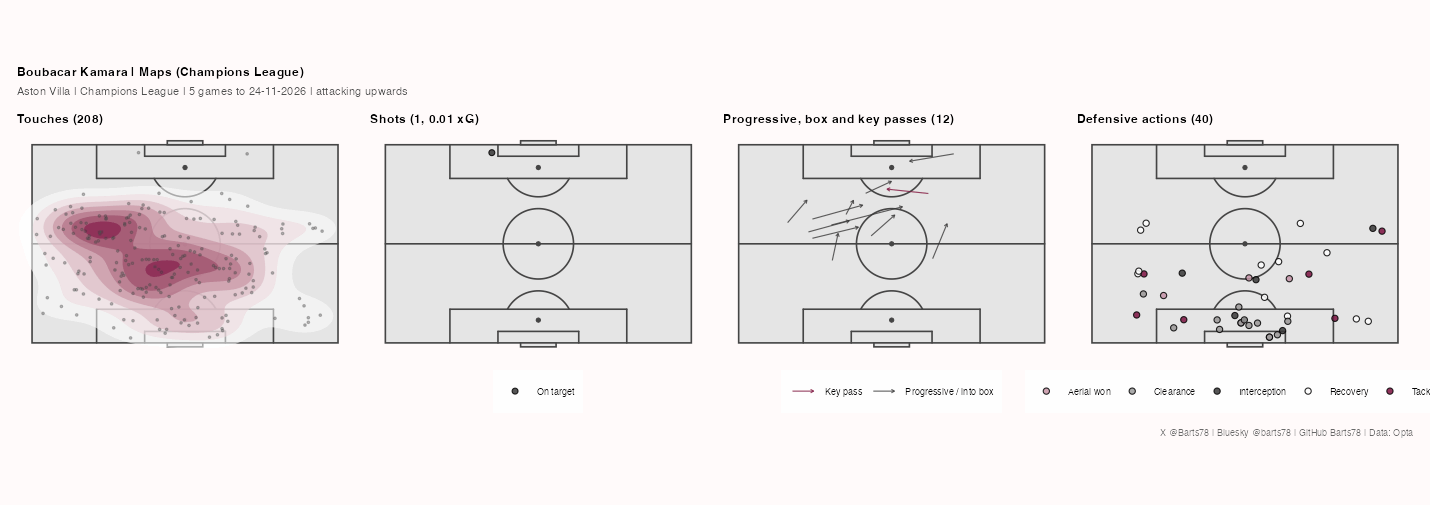 Boubacar Kamara | Maps (Champions League)
Aston Villa | Champions League | 5 games to 24-11-2026 | attacking upwards
Touches (208)
Shots (1, 0.01 xG)
Progressive, box and key passes (12)
Defensive actions (40)
On target
Key pass
Progressive / into box
Aerial won
Clearance
Interception
Recovery
Tack
X @Barts78 | Bluesky @barts78 | GitHub Barts78 | Data: Opta